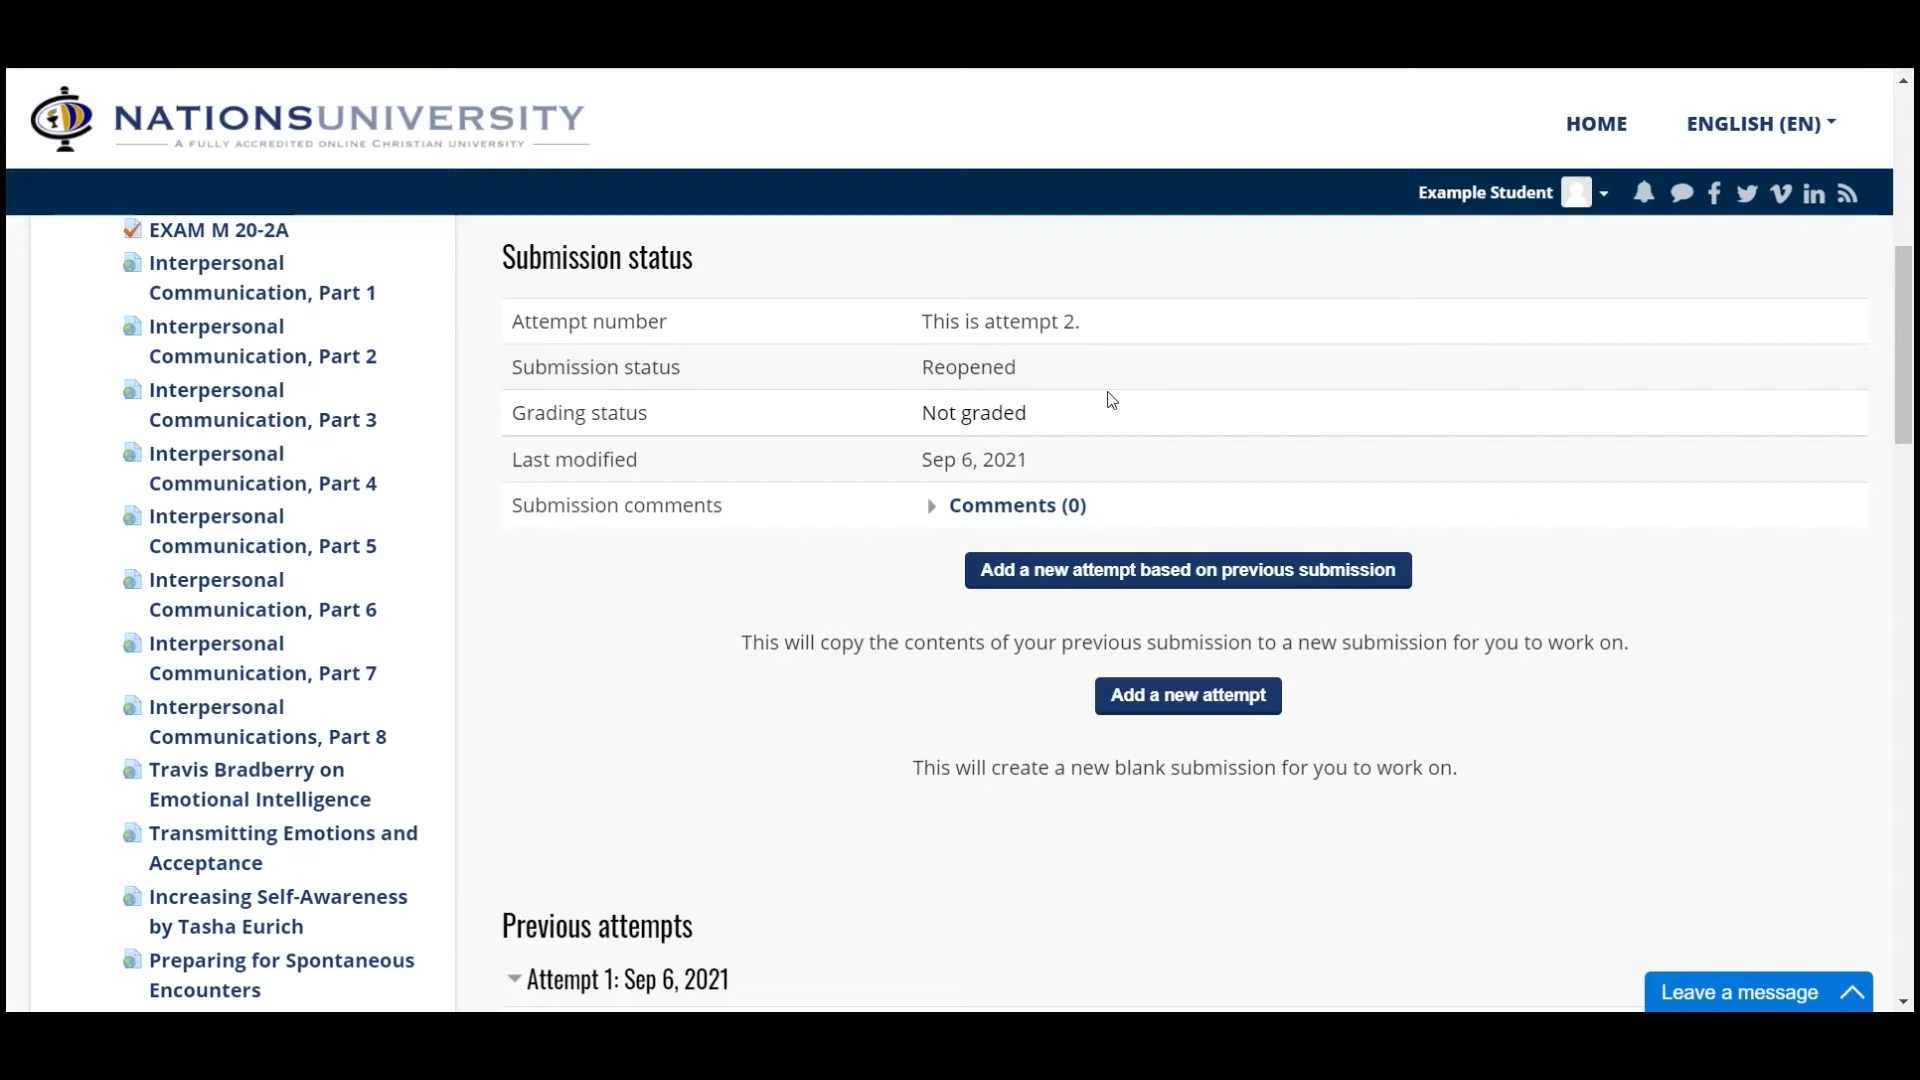 NATIONSUNIVERSITY
A FULLY ACCREDITED ONLINE CHRISTIAN UNIVERSITY
HOME
ENGLISH (EN)
Example Student
EXAM M 20-2A
Interpersonal
Communication, Part 1
Interpersonal
Communication, Part 2
Interpersonal
Communication, Part 3
Interpersonal
Communication, Part 4
Interpersonal
Communication, Part 5
Interpersonal
Communication, Part 6
Interpersonal
Communication, Part 7
Interpersonal
Communications, Part 8
Travis Bradberry on
Emotional Intelligence
Transmitting Emotions and
Acceptance
Increasing Self-Awareness
by Tasha Eurich
Preparing for Spontaneous
Encounters
Submission status
Attempt number This is attempt 2.
Submission status Reopened
Grading status Not graded
Last modified Sep 6, 2021
Submission comments Comments (0)
Add a new attempt based on previous submission
This will copy the contents of your previous submission to a new submission for you to work on.
Add a new attempt
This will create a new blank submission for you to work on.
Previous attempts
Attempt 1: Sep 6, 2021
Leave a message